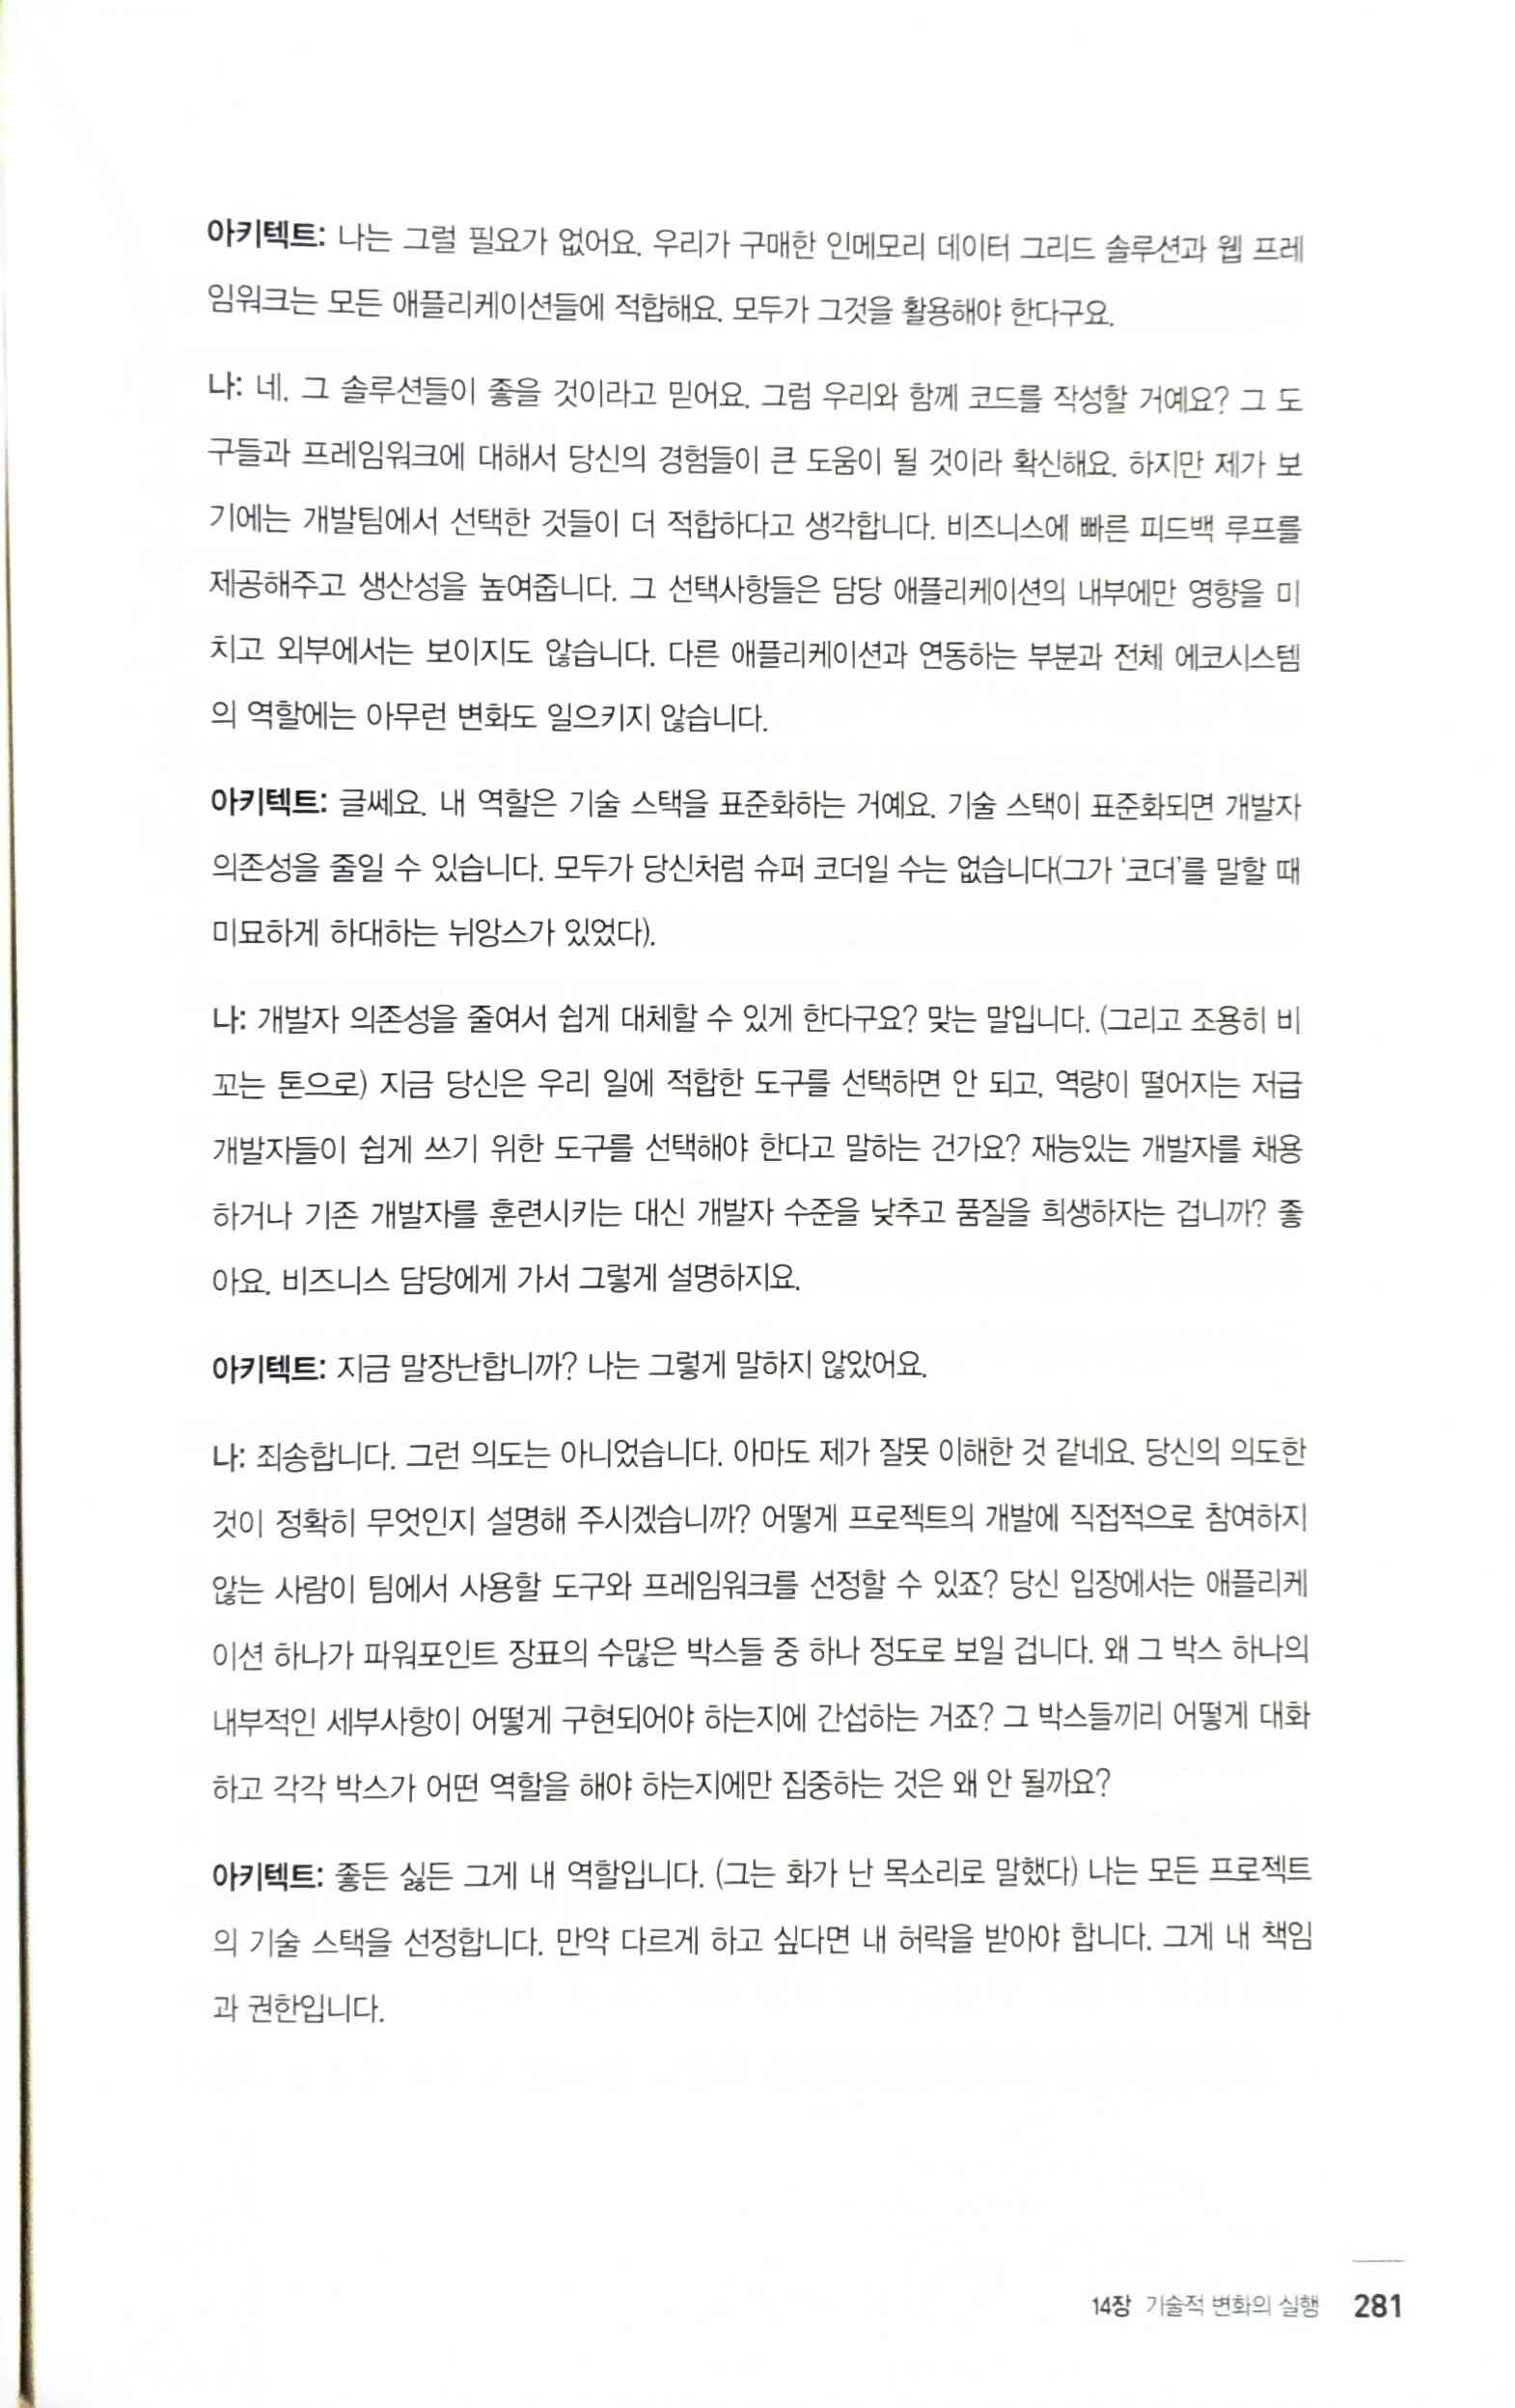 아키텍트: 나는 그럴 필요가 없어요. 우리가 구매한 인메모리 데이터 그리드 솔루션과 웹 프레
임워크는 모든 애플리케이션들에 적합해요. 모두가 그것을 활용해야 한다구요.
나: 네, 그 솔루션들이 좋을 것이라고 믿어요. 그럼 우리와 함께 코드를 작성할 거예요? 그 도
구들과 프레임워크에 대해서 당신의 경험들이 큰 도움이 될 것이라 확신해요. 하지만 제가 보
기에는 개발팀에서 선택한 것들이 더 적합하다고 생각합니다. 비즈니스에 빠른 피드백 루프를
제공해주고 생산성을 높여줍니다. 그 선택사항들은 담당 애플리케이션의 내부에만 영향을 미
치고 외부에서는 보이지도 않습니다. 다른 애플리케이션과 연동하는 부분과 전체 에코시스템
의 역할에는 아무런 변화도 일으키지 않습니다.
아키텍트: 글쎄요. 내 역할은 기술 스택을 표준화하는 거예요. 기술 스택이 표준화되면 개발자
의존성을 줄일 수 있습니다. 모두가 당신처럼 슈퍼 코더일 수는 없습니다(그가 '코더'를 말할 때
미묘하게 하대하는 뉘앙스가 있었다).
나: 개발자 의존성을 줄여서 쉽게 대체할 수 있게 한다구요? 맞는 말입니다. (그리고 조용히 비
꼬는 톤으로) 지금 당신은 우리 일에 적합한 도구를 선택하면 안 되고, 역량이 떨어지는 저급
개발자들이 쉽게 쓰기 위한 도구를 선택해야 한다고 말하는 건가요? 재능있는 개발자를 채용
하거나 기존 개발자를 훈련시키는 대신 개발자 수준을 낮추고 품질을 희생하자는 겁니까? 좋
아요. 비즈니스 담당에게 가서 그렇게 설명하지요.
아키텍트: 지금 말장난합니까? 나는 그렇게 말하지 않았어요.
나: 죄송합니다. 그런 의도는 아니었습니다. 아마도 제가 잘못 이해한 것 같네요. 당신의 의도한
것이 정확히 무엇인지 설명해 주시겠습니까? 어떻게 프로젝트의 개발에 직접적으로 참여하지
않는 사람이 팀에서 사용할 도구와 프레임워크를 선정할 수 있죠? 당신 입장에서는 애플리케
이션 하나가 파워포인트 장표의 수많은 박스들 중 하나 정도로 보일 겁니다. 왜 그 박스 하나의
내부적인 세부사항이 어떻게 구현되어야 하는지에 간섭하는 거죠? 그 박스들끼리 어떻게 대화
하고 각각 박스가 어떤 역할을 해야 하는지에만 집중하는 것은 왜 안 될까요?
아키텍트: 좋든 싫든 그게 내 역할입니다. (그는 화가 난 목소리로 말했다) 나는 모든 프로젝트
의 기술 스택을 선정합니다. 만약 다르게 하고 싶다면 내 허락을 받아야 합니다. 그게 내 책임
과 권한입니다.
14장 기술적 변화의 실행 281